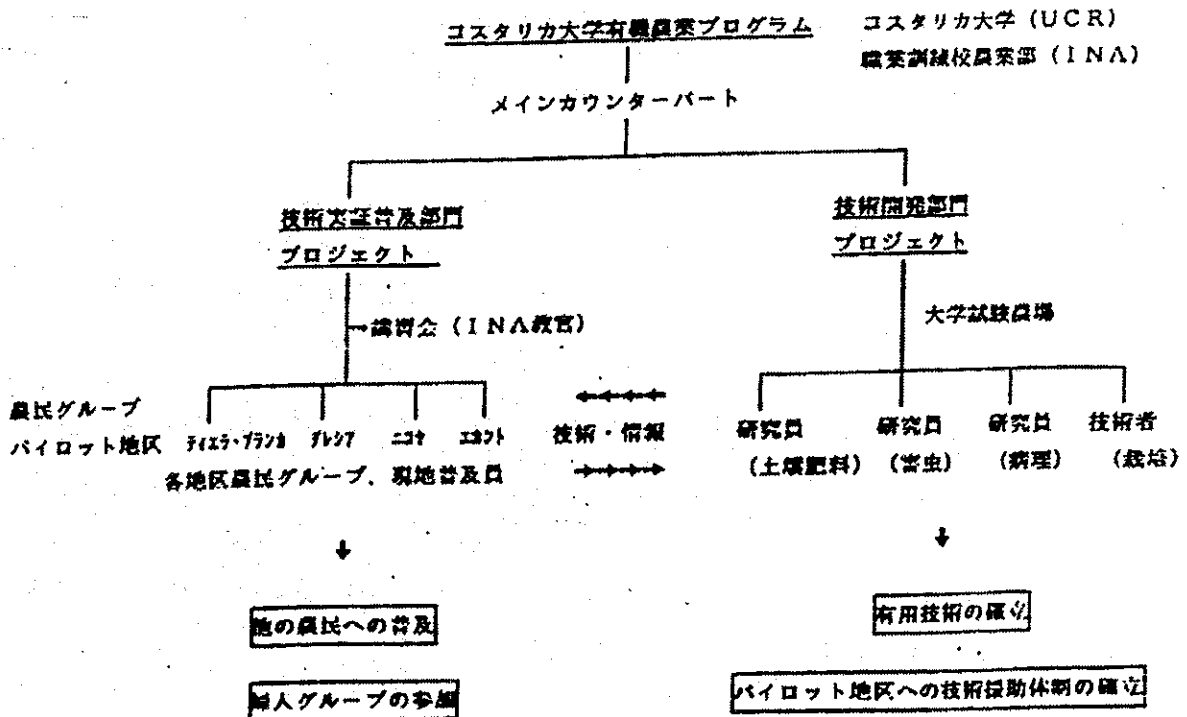 コスタリカ大学有機農業プログラム
コスタリカ大学（UCR）
職業訓練校農業部（INA）
メインカウンターパート
技術実証普及部門
プロジェクト
技術開発部門
プロジェクト
→講習会（INA教官）
大学試験農場
農民グループ
パイロット地区 ティエラ・ブランカ グレシア ニコヤ
技術・情報
各地区農民グループ、現地普及員
研究員 研究員 研究員 技術者
（土壌肥料） （害虫） （病理） （栽培）
他の農民への普及
婦人グループの参加
有用技術の確立
パイロット地区への技術援助体制の確立